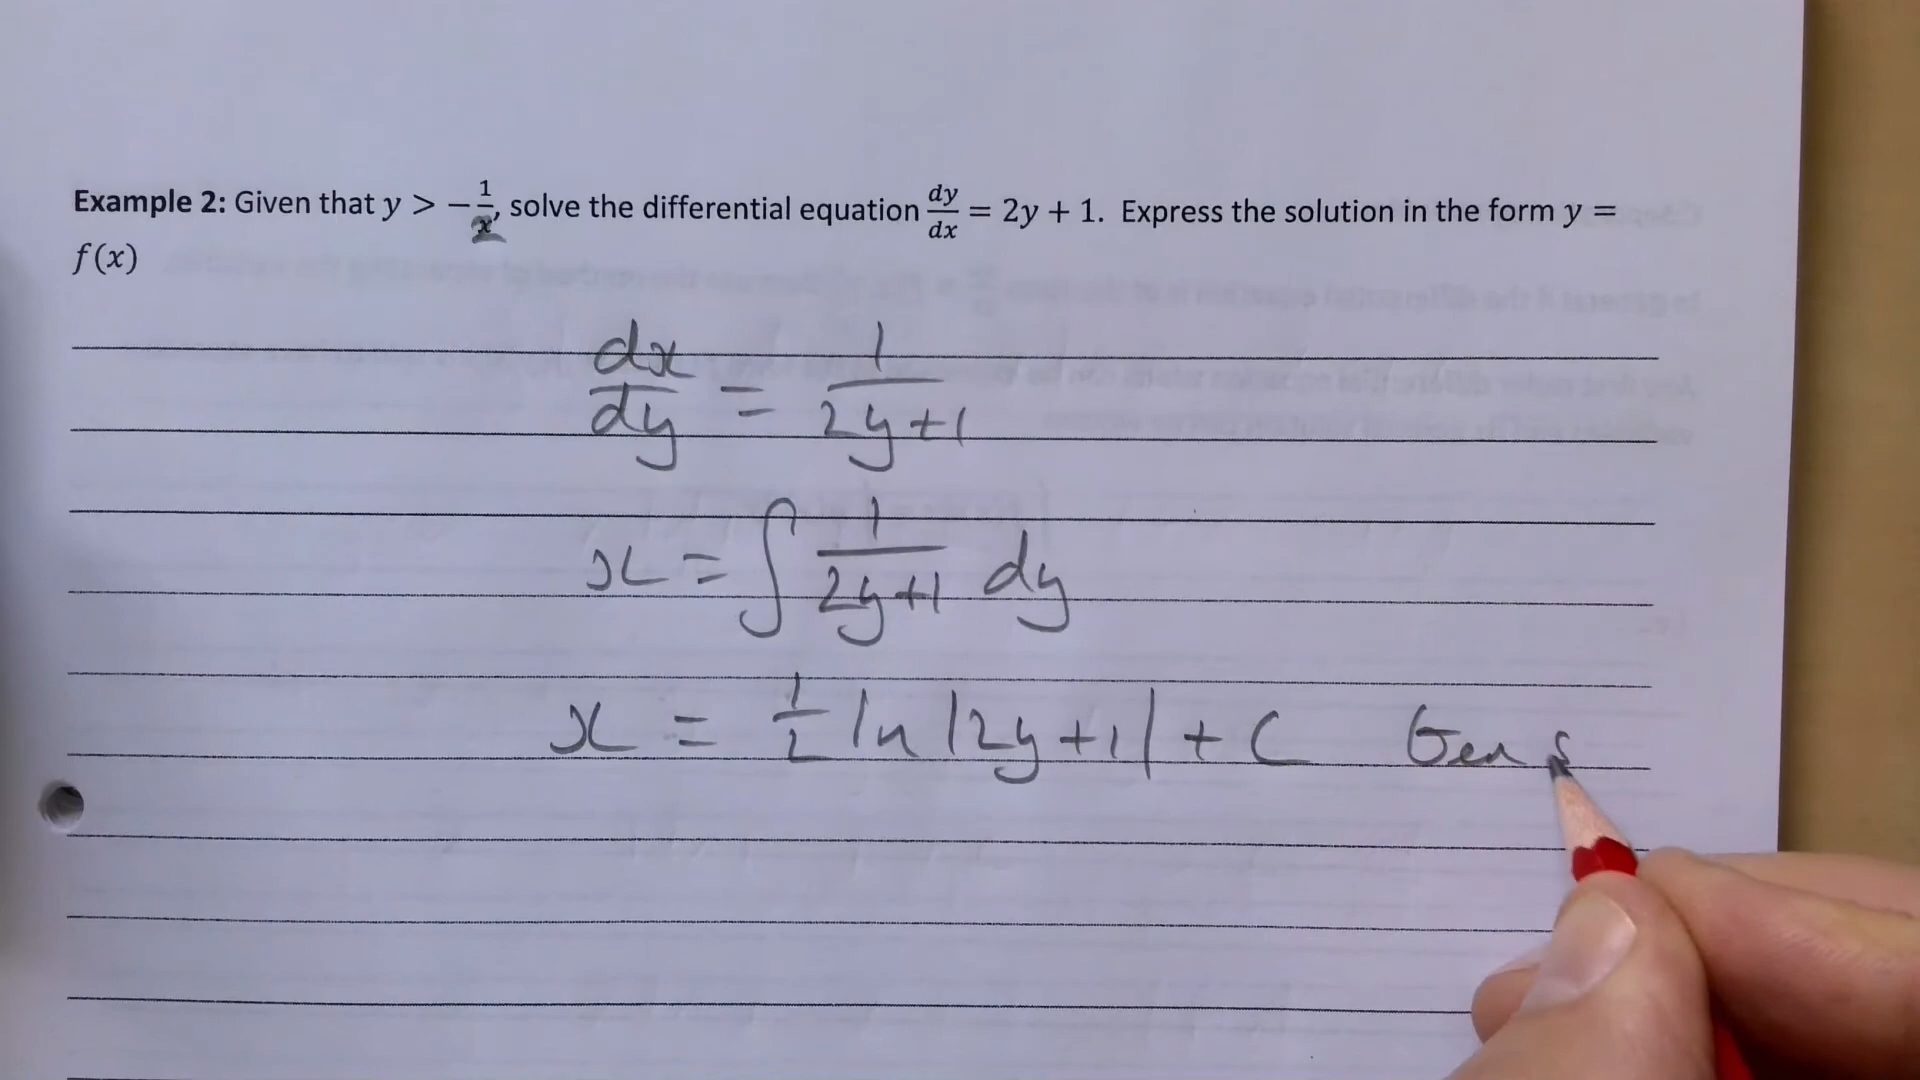 Example 2: Given that y > −1/x, solve the differential equation dy/dx = 2y + 1. Express the solution in the form y =
f(x)
dx/dy = 1/(2y+1)
x = ∫ 1/(2y+1) dy
x = 1/2 ln |2y+1| + C Gen s